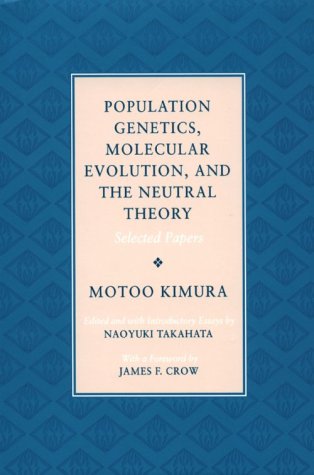 POPULATION
GENETICS,
MOLECULAR
EVOLUTION, AND
THE NEUTRAL
THEORY
Selected Papers
MOTOO KIMURA
Edited and with Introductory Essays by
NAOYUKI TAKAHATA
With a Foreword by
JAMES F. CROW